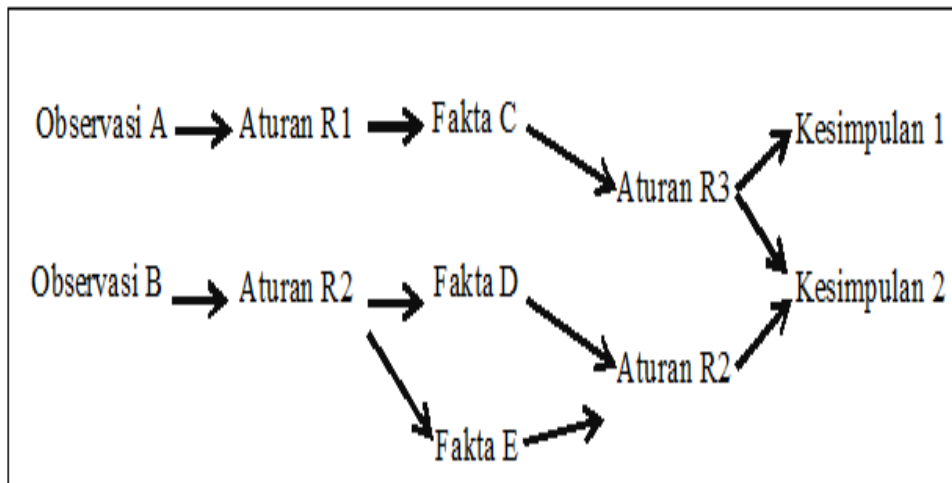 Observasi A
Aturan R1
Fakta C
Kesimpulan 1
Aturan R3
Observasi B
Aturan R2
Fakta D
Kesimpulan 2
Aturan R2
Fakta E